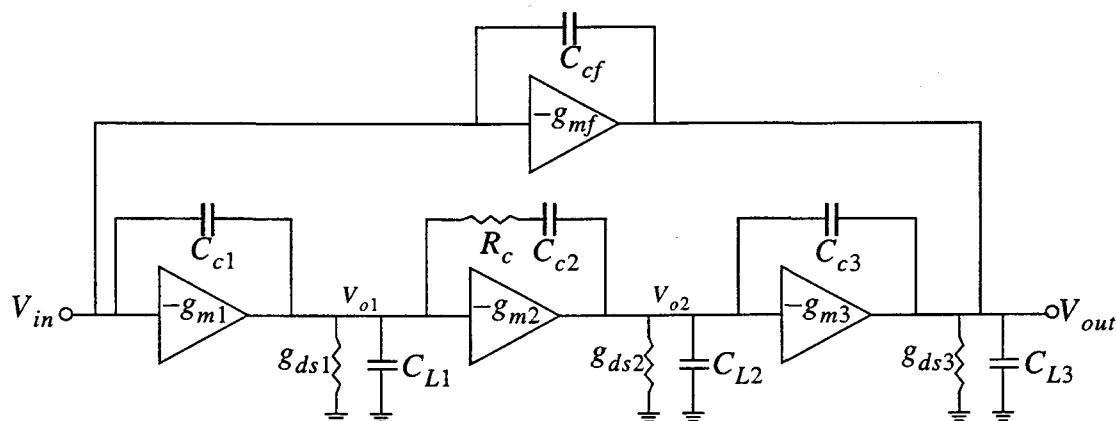 C_cf
-g_mf
C_c1
R_c C_c2
C_c3
V_in
-g_m1
V_o1
-g_m2
V_o2
-g_m3
V_out
g_ds1
C_L1
g_ds2
C_L2
g_ds3
C_L3